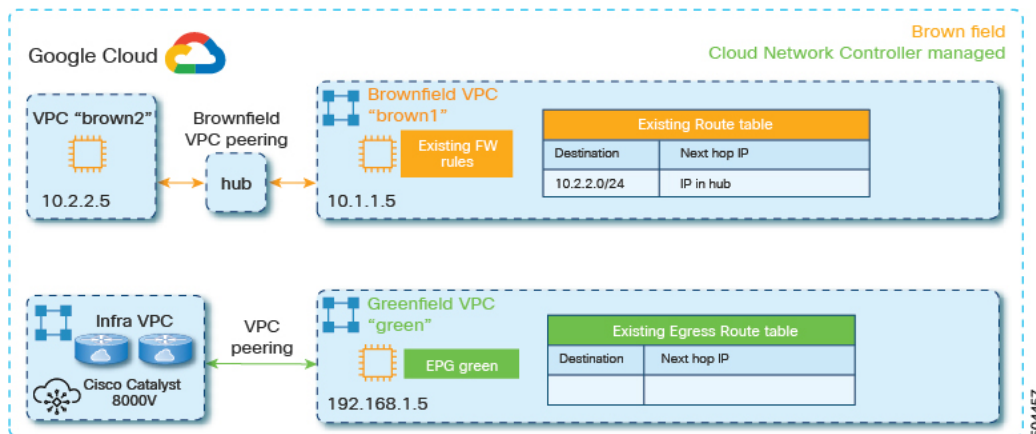 Brown field
Google Cloud
Cloud Network Controller managed
VPC “brown2”
10.2.2.5
Brownfield
VPC peering
hub
Brownfield VPC
“brown1”
Existing FW
rules
10.1.1.5
Existing Route table
Destination Next hop IP
10.2.2.0/24 IP in hub
Infra VPC
Cisco Catalyst
8000V
VPC
peering
Greenfield VPC
“green”
EPG green
192.168.1.5
Existing Egress Route table
Destination Next hop IP